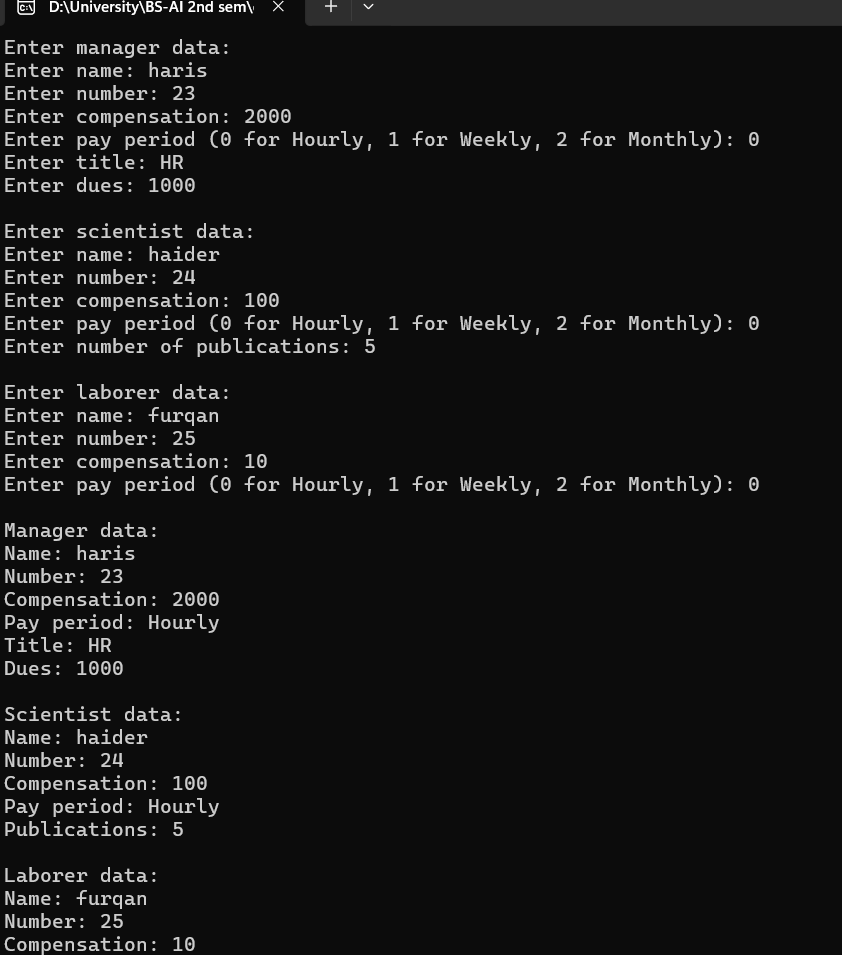 D:\University\BS-AI 2nd sem\
Enter manager data:
Enter name: haris
Enter number: 23
Enter compensation: 2000
Enter pay period (0 for Hourly, 1 for Weekly, 2 for Monthly): 0
Enter title: HR
Enter dues: 1000
Enter scientist data:
Enter name: haider
Enter number: 24
Enter compensation: 100
Enter pay period (0 for Hourly, 1 for Weekly, 2 for Monthly): 0
Enter number of publications: 5
Enter laborer data:
Enter name: furqan
Enter number: 25
Enter compensation: 10
Enter pay period (0 for Hourly, 1 for Weekly, 2 for Monthly): 0
Manager data:
Name: haris
Number: 23
Compensation: 2000
Pay period: Hourly
Title: HR
Dues: 1000
Scientist data:
Name: haider
Number: 24
Compensation: 100
Pay period: Hourly
Publications: 5
Laborer data:
Name: furqan
Number: 25
Compensation: 10